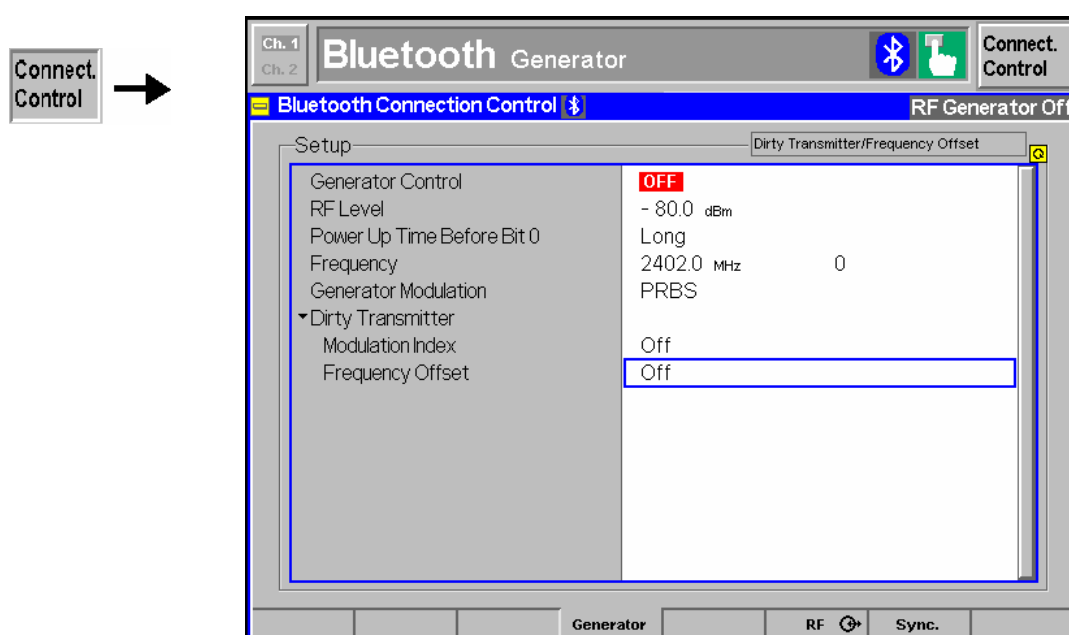 Connect.
Control
Ch. 1
Ch. 2
Bluetooth Generator
Connect.
Control
Bluetooth Connection Control
RF Generator Off
Setup
Dirty Transmitter/Frequency Offset
Generator Control OFF
RF Level - 80.0 dBm
Power Up Time Before Bit 0 Long
Frequency 2402.0 MHz 0
Generator Modulation PRBS
Dirty Transmitter
Modulation Index Off
Frequency Offset Off
Generator RF Sync.